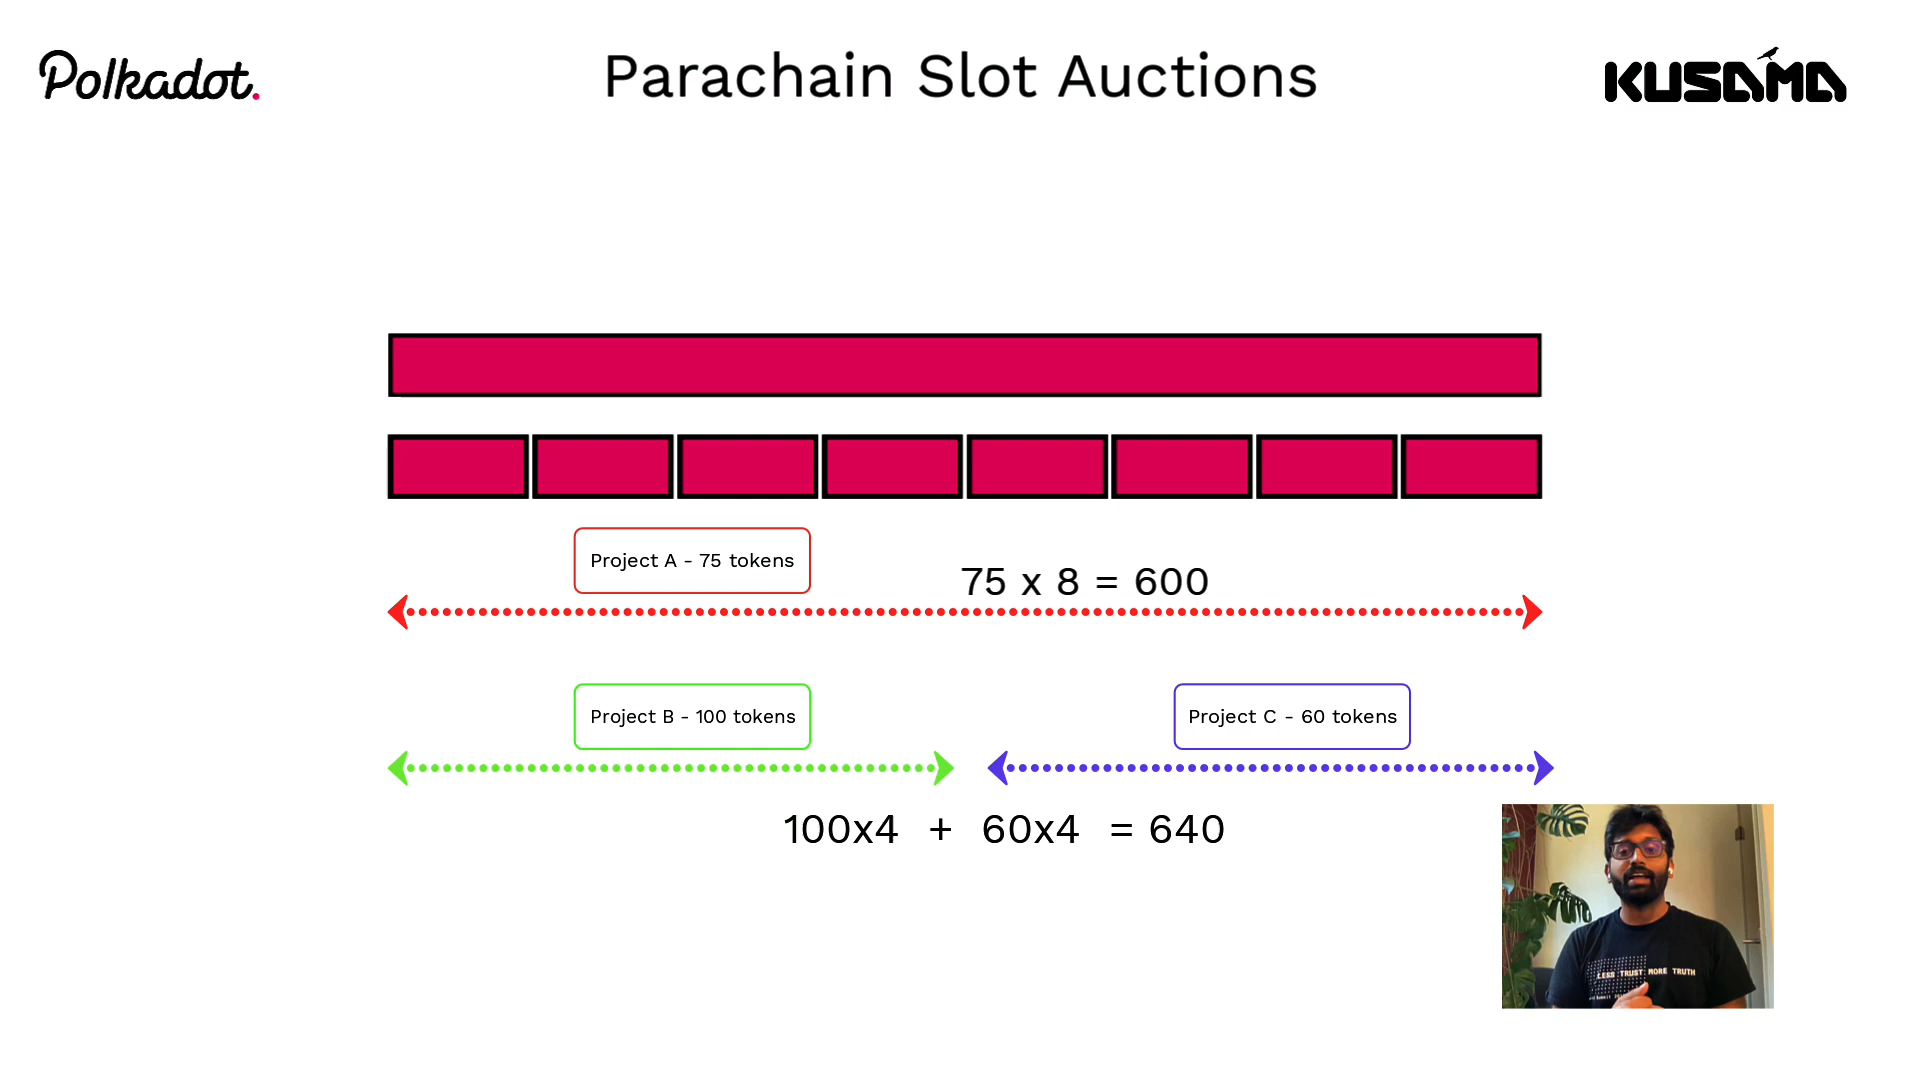 Polkadot.
Parachain Slot Auctions
KUSAMA
Project A - 75 tokens
75 x 8 = 600
Project B - 100 tokens
Project C - 60 tokens
100x4 + 60x4 = 640
LESS TRUST MORE TRUTH